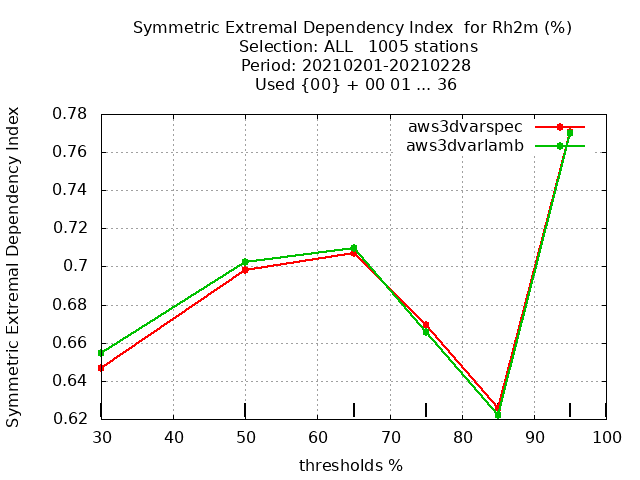 Symmetric Extremal Dependency Index  for Rh2m (%)
Selection: ALL   1005 stations
Period: 20210201-20210228
Used {00} + 00 01 ... 36
Symmetric Extremal Dependency Index
0.78
0.76
0.74
0.72
0.7
0.68
0.66
0.64
0.62
aws3dvarspec
aws3dvarlamb
30 40 50 60 70 80 90 100
thresholds %